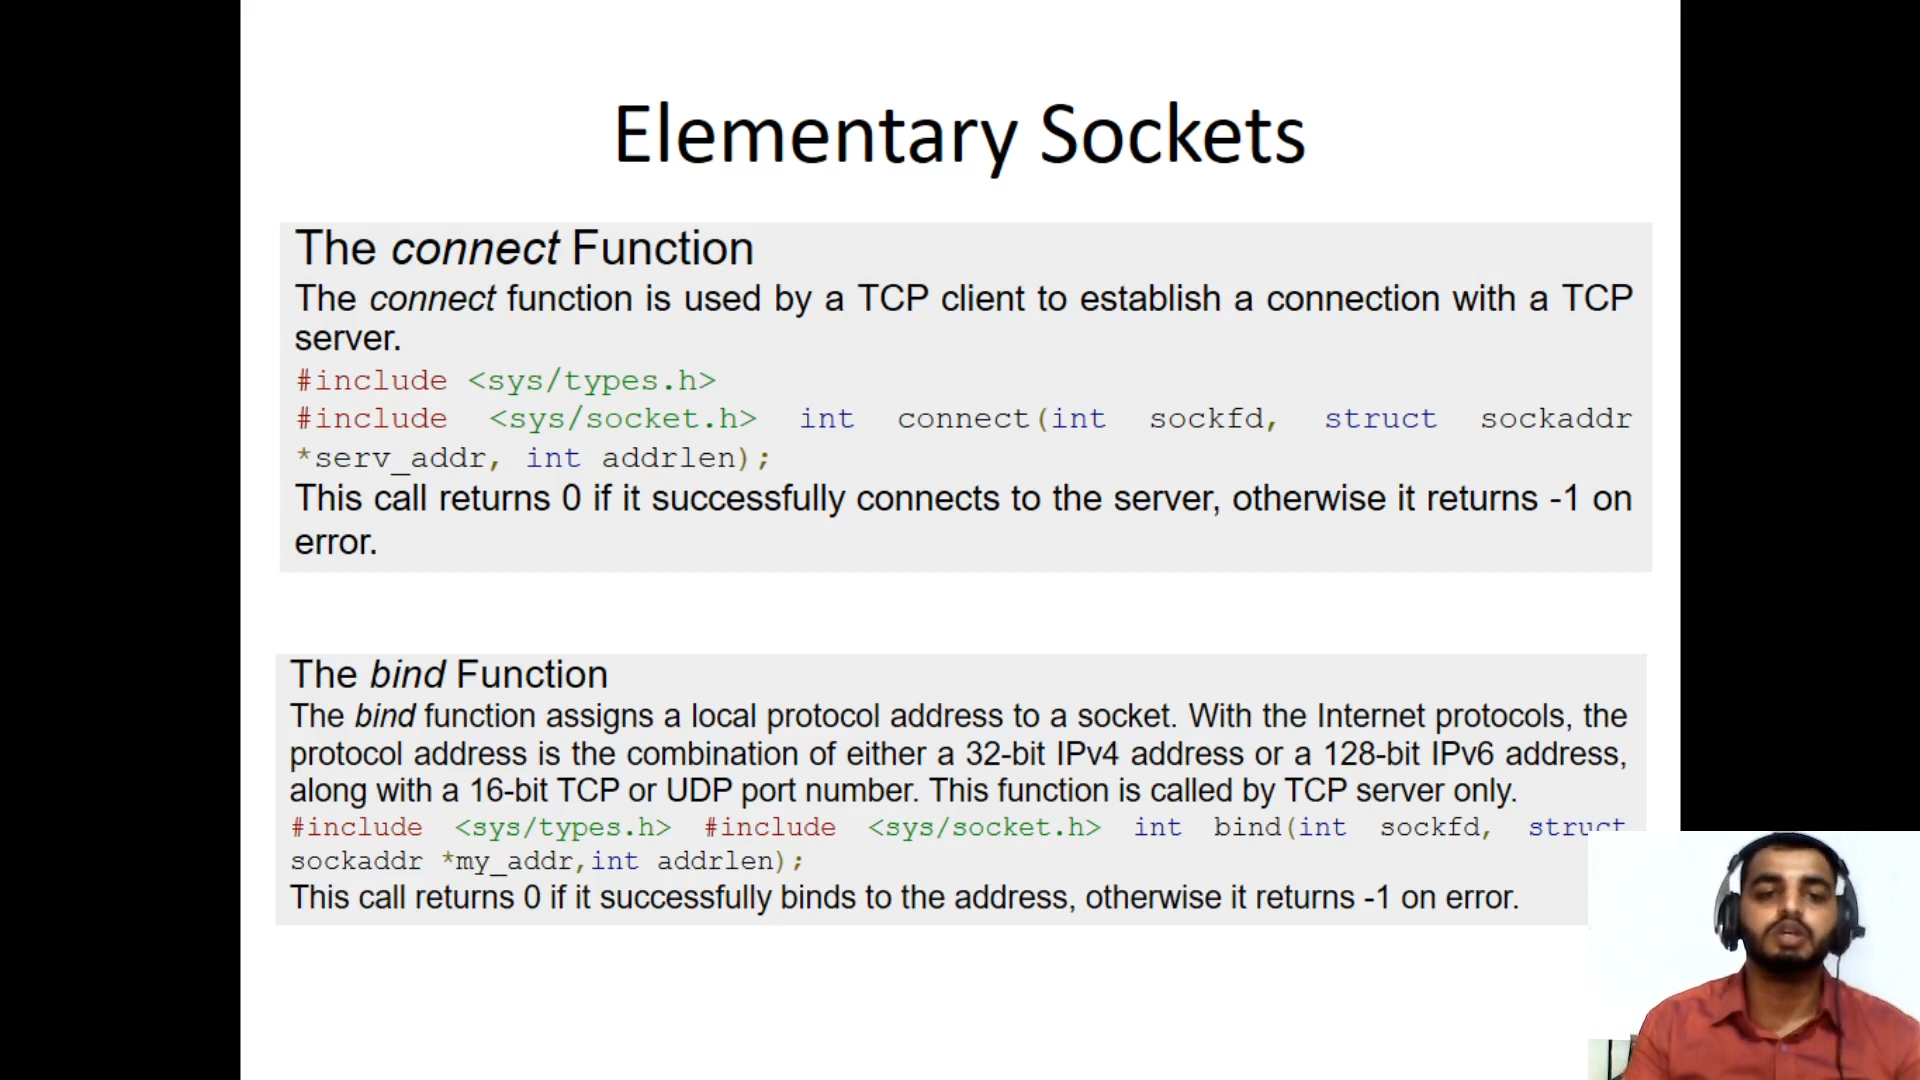 Elementary Sockets
The connect Function
The connect function is used by a TCP client to establish a connection with a TCP
server.
#include <sys/types.h>
#include <sys/socket.h> int connect(int sockfd, struct sockaddr
*serv_addr, int addrlen);
This call returns 0 if it successfully connects to the server, otherwise it returns -1 on
error.
The bind Function
The bind function assigns a local protocol address to a socket. With the Internet protocols, the
protocol address is the combination of either a 32-bit IPv4 address or a 128-bit IPv6 address,
along with a 16-bit TCP or UDP port number. This function is called by TCP server only.
#include <sys/types.h> #include <sys/socket.h> int bind(int sockfd, struct
sockaddr *my_addr,int addrlen);
This call returns 0 if it successfully binds to the address, otherwise it returns -1 on error.